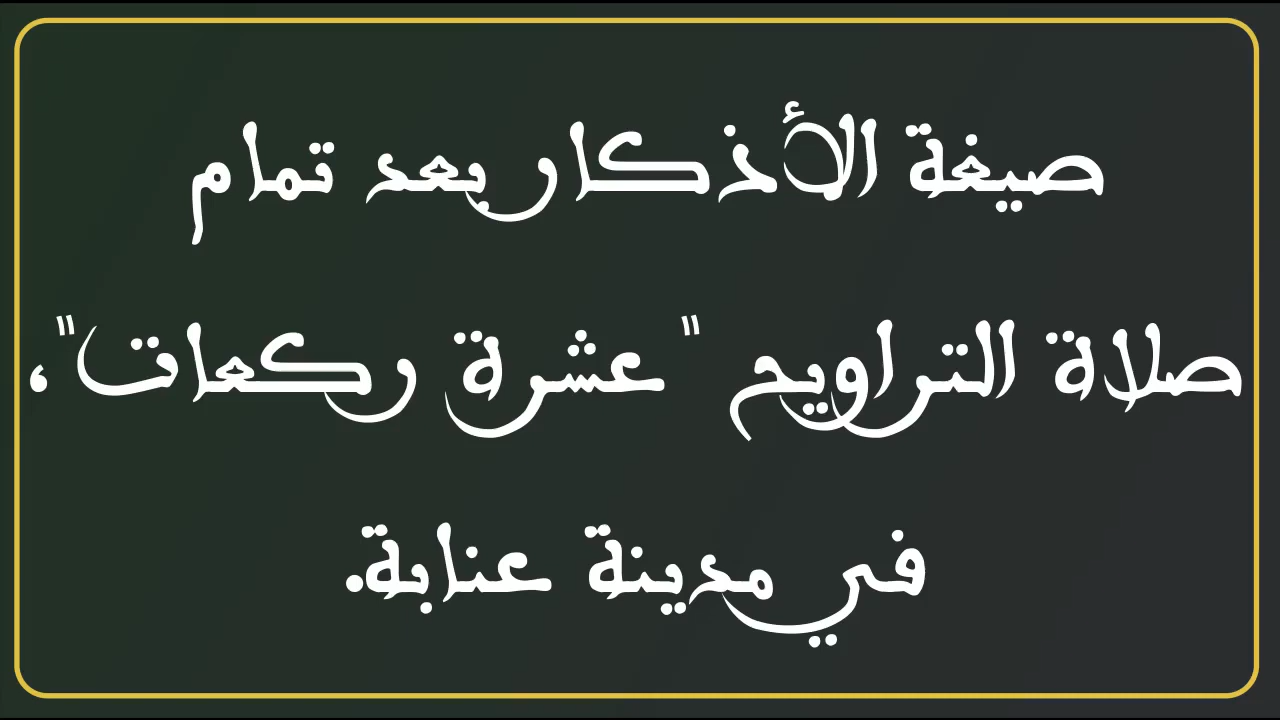 صيغة الأذكار بعد تمام
صلاة التراويح " عشرة ركعات"،
في مدينة عنابة.